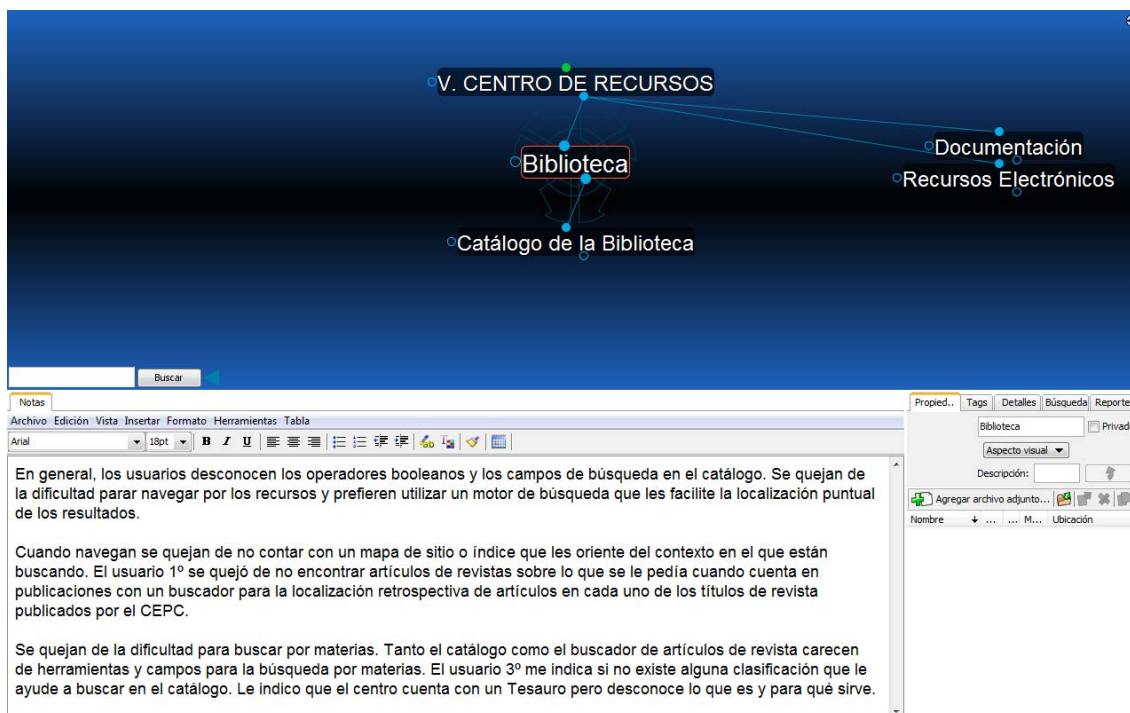 V. CENTRO DE RECURSOS
Documentación
Biblioteca
Recursos Electrónicos
Catálogo de la Biblioteca
Buscar
Notas
Propied.. Tags Detalles Búsqueda Reporte
Archivo Edición Vista Insertar Formato Herramientas Tabla
Biblioteca Privado
Arial 18pt B I U
Aspecto visual
Descripción:
Agregar archivo adjunto...
Nombre ... ... M... Ubicación
En general, los usuarios desconocen los operadores booleanos y los campos de búsqueda en el catálogo. Se quejan de
la dificultad parar navegar por los recursos y prefieren utilizar un motor de búsqueda que les facilite la localización puntual
de los resultados.
Cuando navegan se quejan de no contar con un mapa de sitio o índice que les oriente del contexto en el que están
buscando. El usuario 1º se quejó de no encontrar artículos de revistas sobre lo que se le pedía cuando cuenta en
publicaciones con un buscador para la localización retrospectiva de artículos en cada uno de los títulos de revista
publicados por el CEPC.
Se quejan de la dificultad para buscar por materias. Tanto el catálogo como el buscador de artículos de revista carecen
de herramientas y campos para la búsqueda por materias. El usuario 3º me indica si no existe alguna clasificación que le
ayude a buscar en el catálogo. Le indico que el centro cuenta con un Tesauro pero desconoce lo que es y para qué sirve.